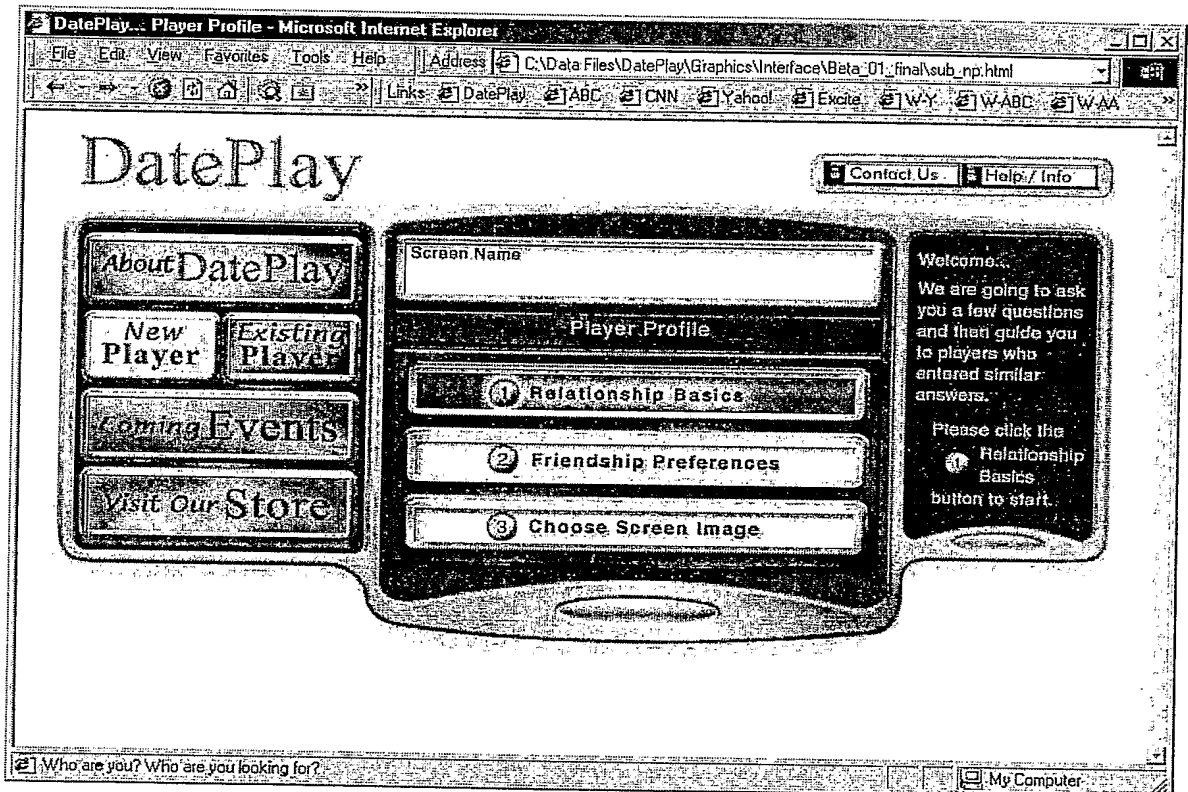 DatePlay... Player Profile - Microsoft Internet Explorer
File Edit View Favorites Tools Help Address C:\Data Files\DatePlay\Graphics\Interface\Beta_01_final\sub_np.html
» Links DatePlay ABC CNN Yahoo! Excite W-Y W-ABC W-AA »
DatePlay
Contact Us Help / Info
About DatePlay
New Player
Existing Player
Coming Events
Visit Our Store
Screen Name
Player Profile
1 Relationship Basics
2 Friendship Preferences
3 Choose Screen Image
Welcome...
We are going to ask
you a few questions
and then guide you
to players who
entered similar
answers.
Please click the
1 Relationship
Basics
button to start.
Who are you? Who are you looking for?
My Computer